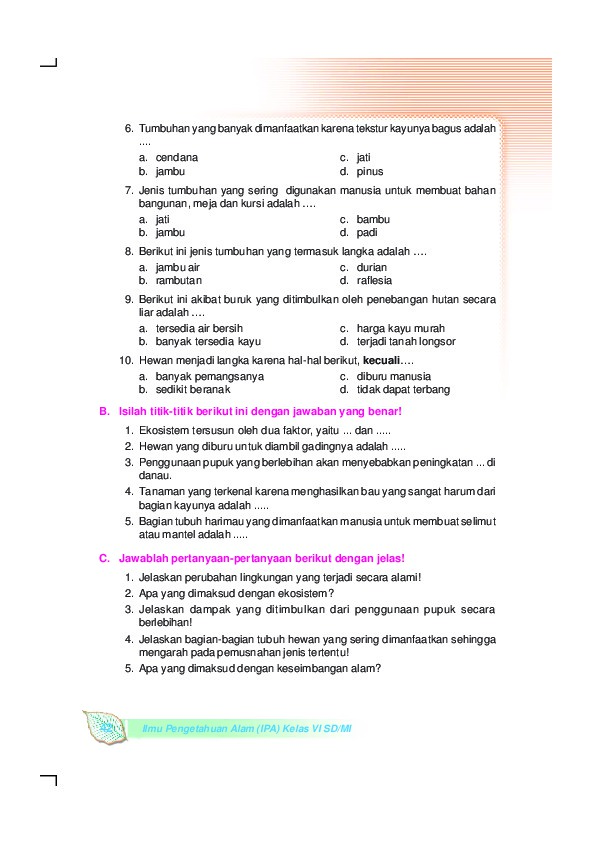 6. Tumbuhan yang banyak dimanfaatkan karena tekstur kayunya bagus adalah
....
a. cendana c. jati
b. jambu d. pinus
7. Jenis tumbuhan yang sering digunakan manusia untuk membuat bahan
bangunan, meja dan kursi adalah ....
a. jati c. bambu
b. jambu d. padi
8. Berikut ini jenis tumbuhan yang termasuk langka adalah ....
a. jambu air c. durian
b. rambutan d. raflesia
9. Berikut ini akibat buruk yang ditimbulkan oleh penebangan hutan secara
liar adalah ....
a. tersedia air bersih c. harga kayu murah
b. banyak tersedia kayu d. terjadi tanah longsor
10. Hewan menjadi langka karena hal-hal berikut, kecuali....
a. banyak pemangsanya c. diburu manusia
b. sedikit beranak d. tidak dapat terbang
B. Isilah titik-titik berikut ini dengan jawaban yang benar!
1. Ekosistem tersusun oleh dua faktor, yaitu ... dan .....
2. Hewan yang diburu untuk diambil gadingnya adalah .....
3. Penggunaan pupuk yang berlebihan akan menyebabkan peningkatan ... di
danau.
4. Tanaman yang terkenal karena menghasilkan bau yang sangat harum dari
bagian kayunya adalah .....
5. Bagian tubuh harimau yang dimanfaatkan manusia untuk membuat selimut
atau mantel adalah .....
C. Jawablah pertanyaan-pertanyaan berikut dengan jelas!
1. Jelaskan perubahan lingkungan yang terjadi secara alami!
2. Apa yang dimaksud dengan ekosistem?
3. Jelaskan dampak yang ditimbulkan dari penggunaan pupuk secara
berlebihan!
4. Jelaskan bagian-bagian tubuh hewan yang sering dimanfaatkan sehingga
mengarah pada pemusnahan jenis tertentu!
5. Apa yang dimaksud dengan keseimbangan alam?
Ilmu Pengetahuan Alam (IPA) Kelas VI SD/MI